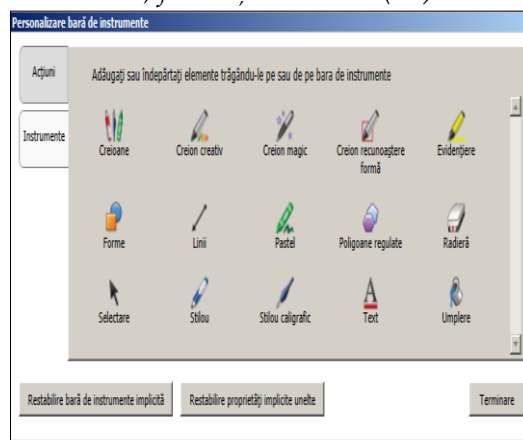 Personalizare bară de instrumente
Acțiuni
Adăugați sau îndepărtați elemente trăgându-le pe sau de pe bara de instrumente
Instrumente
Creioane
Creion creativ
Creion magic
Creion recunoaștere
formă
Evidențiere
Forme
Linii
Pastel
Poligoane regulate
Radieră
Selectare
Stilou
Stilou caligrafic
Text
Umplere
Restabilire bară de instrumente implicită
Restabilire proprietăți implicite unelte
Terminare